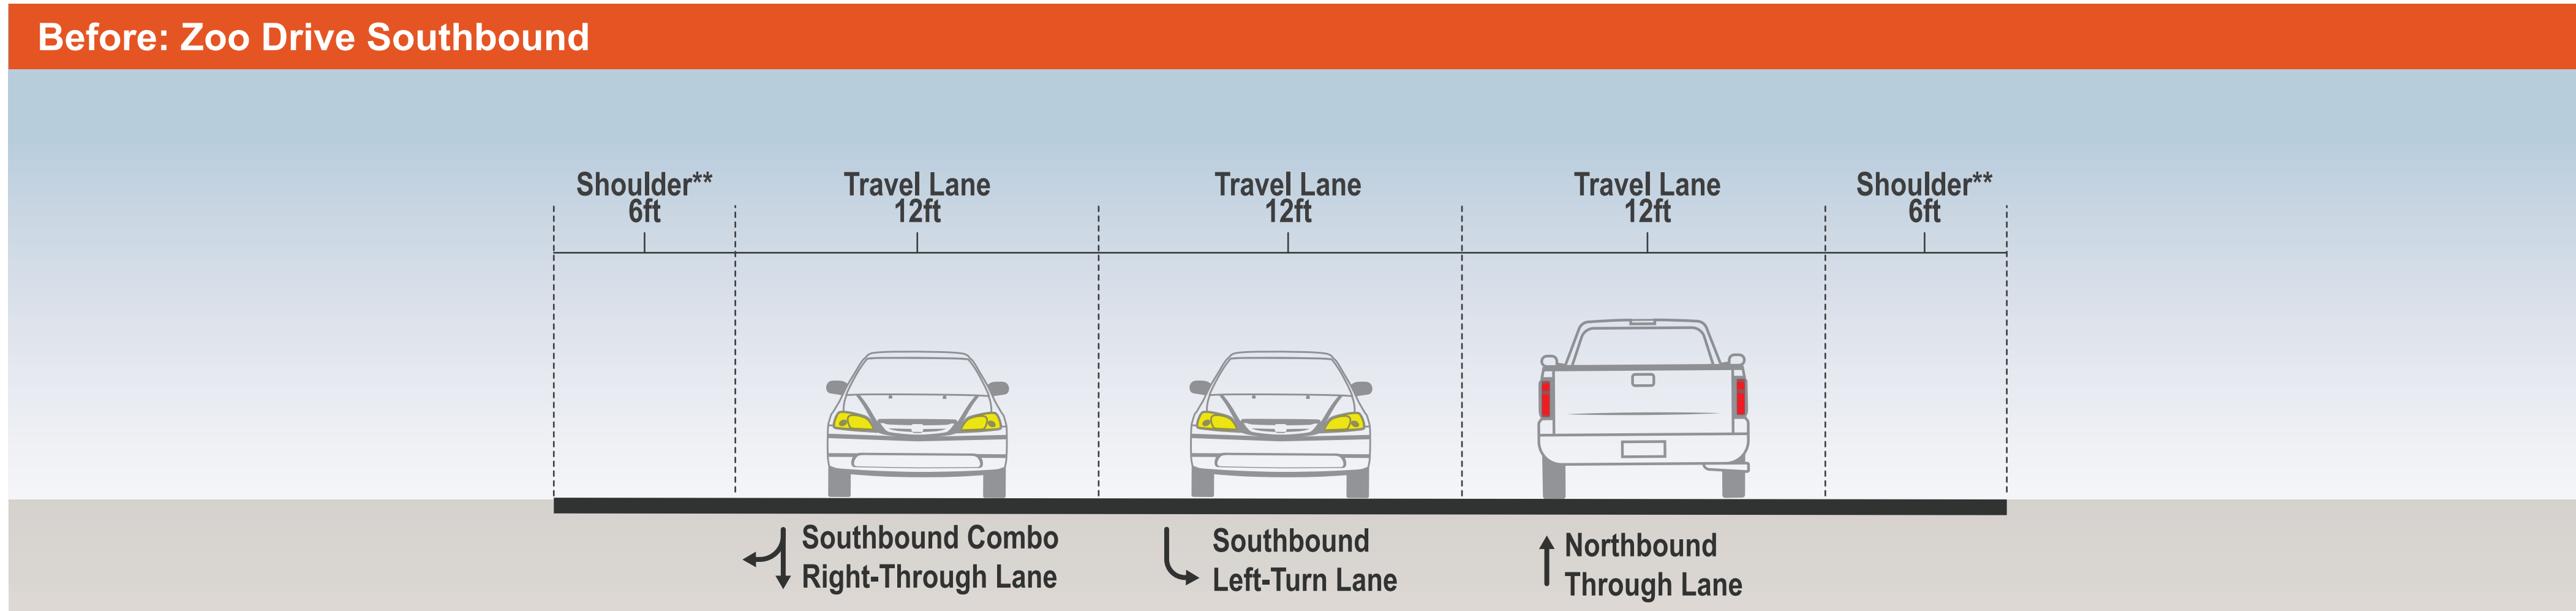 Before: Zoo Drive Southbound
Shoulder**
6ft
Travel Lane
12ft
Travel Lane
12ft
Travel Lane
12ft
Shoulder**
6ft
Southbound Combo
Right-Through Lane
Southbound
Left-Turn Lane
Northbound
Through Lane